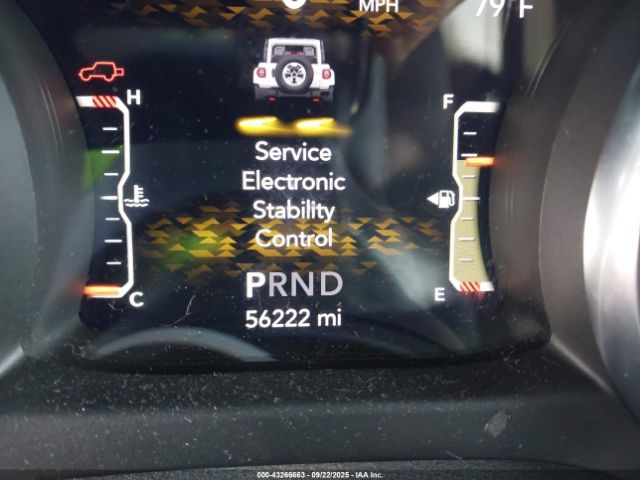 MPH
79 F
H
F
Service
Electronic
Stability
Control
C
E
PRND
56222 mi
000-43266663 - 09/22/2025 - IAA Inc.